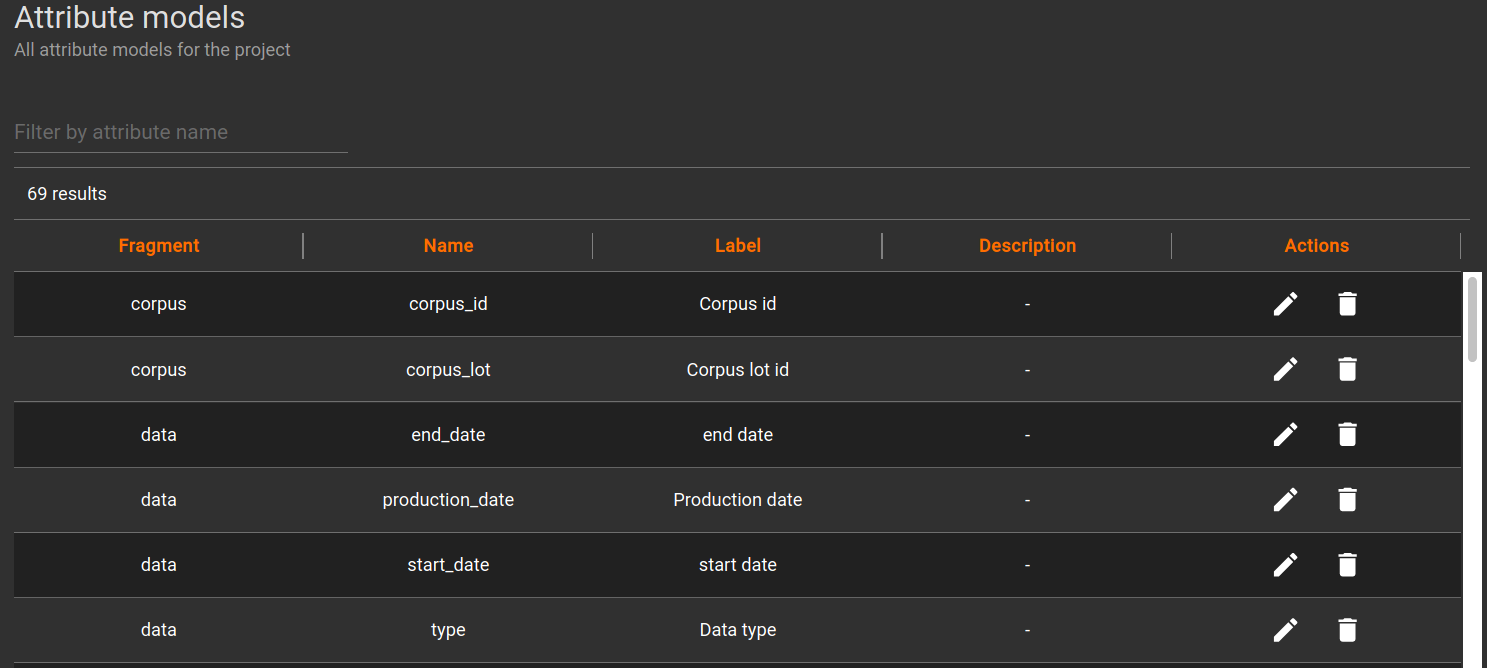 Attribute models
All attribute models for the project
Filter by attribute name
69 results
Fragment Name Label Description Actions
corpus corpus_id Corpus id -
corpus corpus_lot Corpus lot id -
data end_date end date -
data production_date Production date -
data start_date start date -
data type Data type -